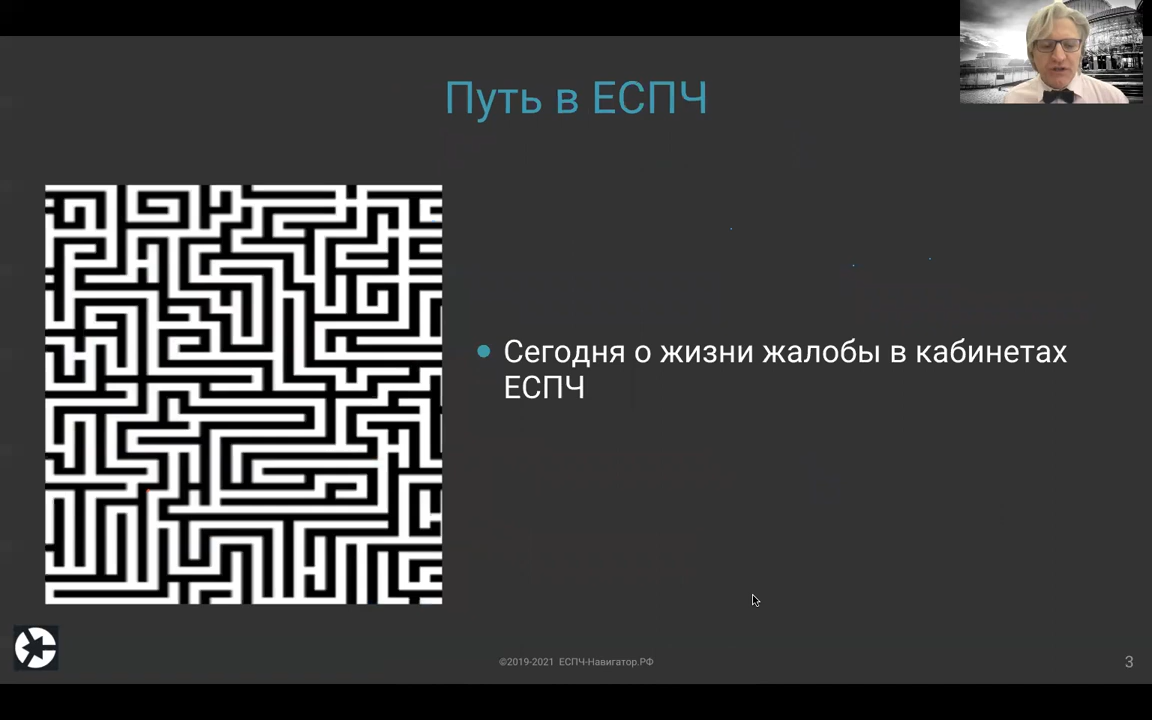 Путь в ЕСПЧ
Сегодня о жизни жалобы в кабинетах
ЕСПЧ
©2019-2021 ЕСПЧ-Навигатор.РФ
3